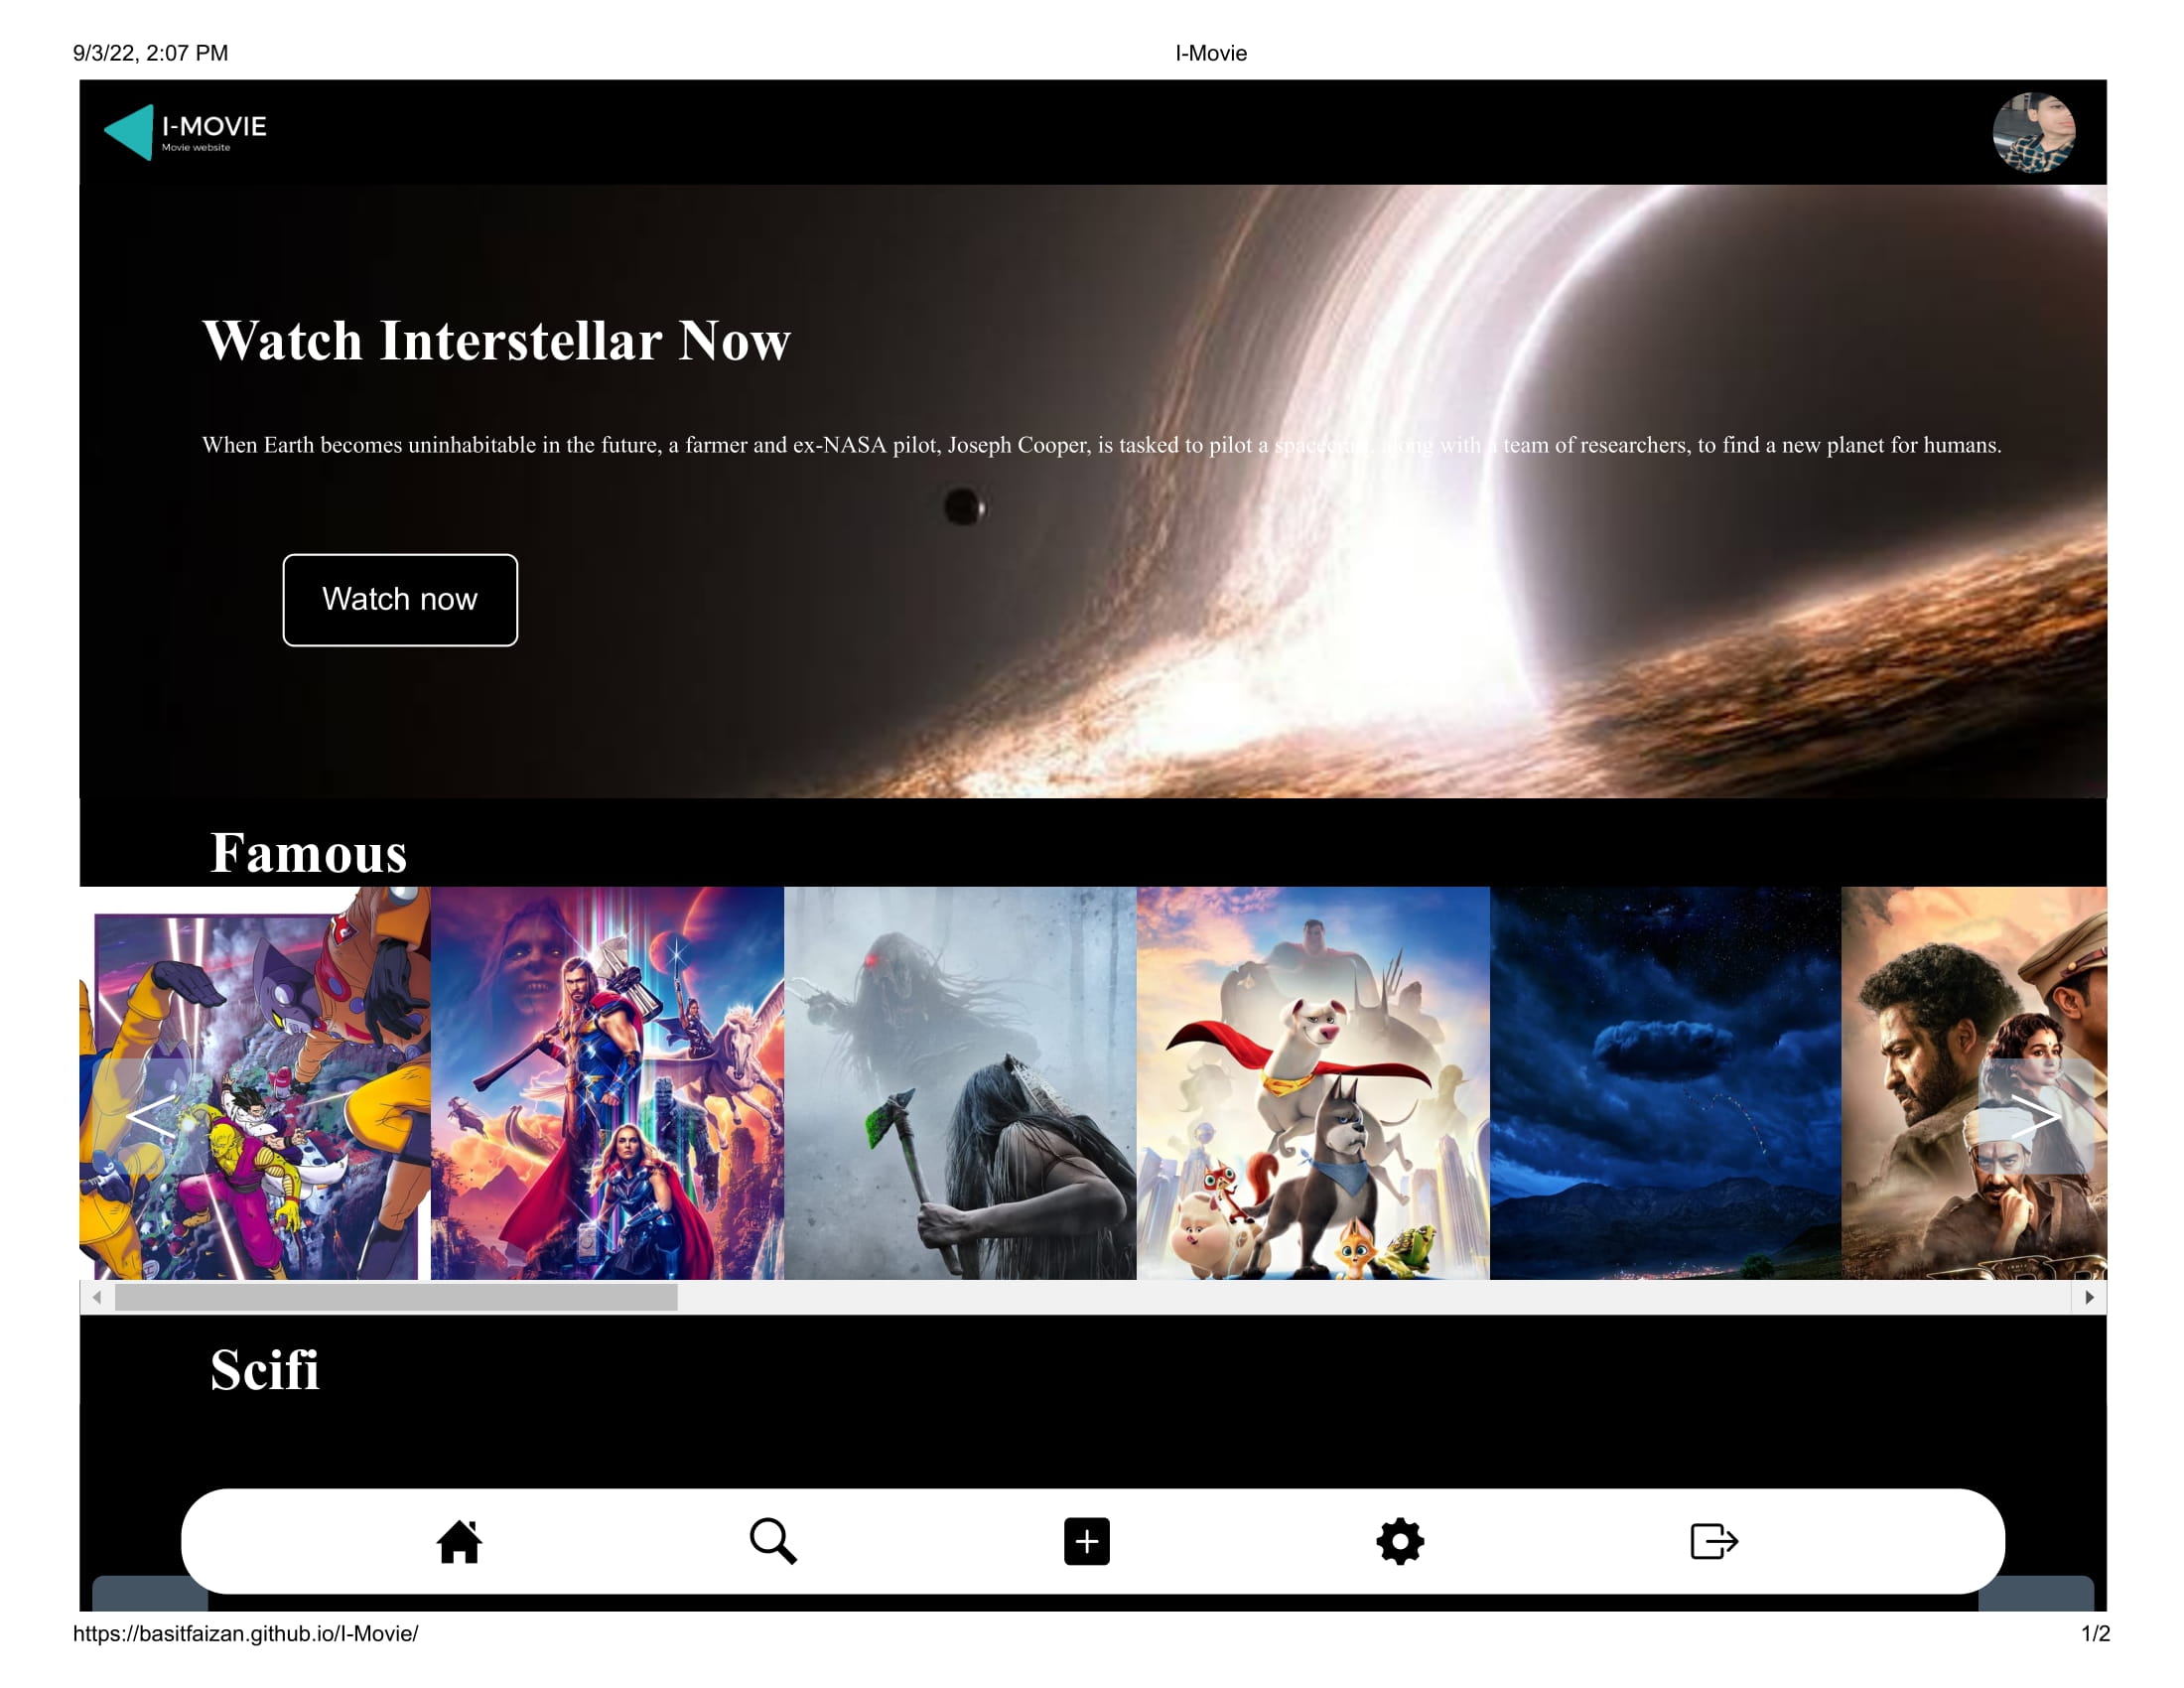 9/3/22, 2:07 PM
I-Movie
I-MOVIE
Movie website
Watch Interstellar Now
When Earth becomes uninhabitable in the future, a farmer and ex-NASA pilot, Joseph Cooper, is tasked to pilot a spacecraft, along with a team of researchers, to find a new planet for humans.
Watch now
Famous
<
>
Scifi
https://basitfaizan.github.io/I-Movie/
1/2